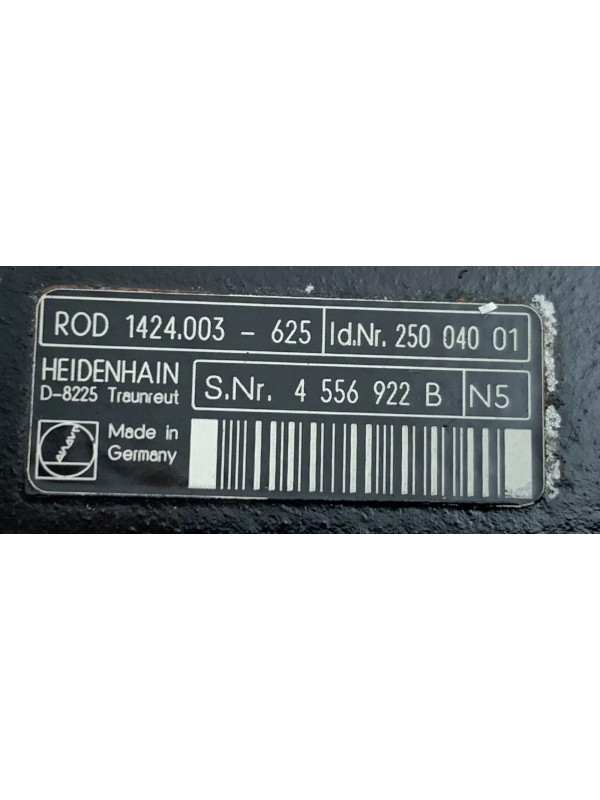 ROD 1424.003 - 625 Id.Nr. 250 040 01
HEIDENHAIN
D-8225 Traunreut
S.Nr. 4 556 922 B N5
Made in
Germany